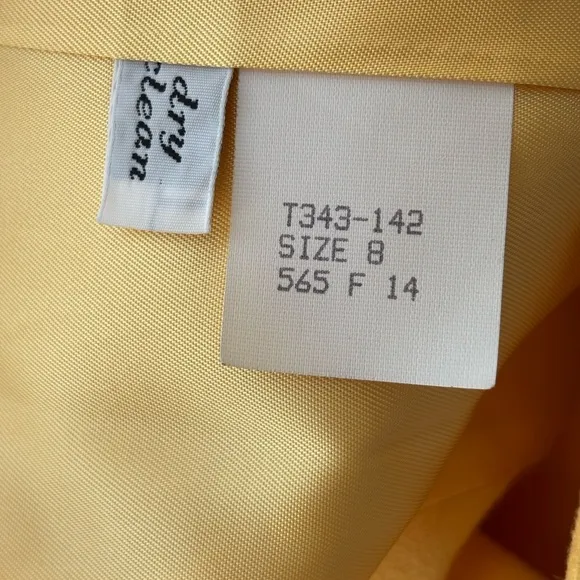 dry
clean
T343-142
SIZE 8
565 F 14